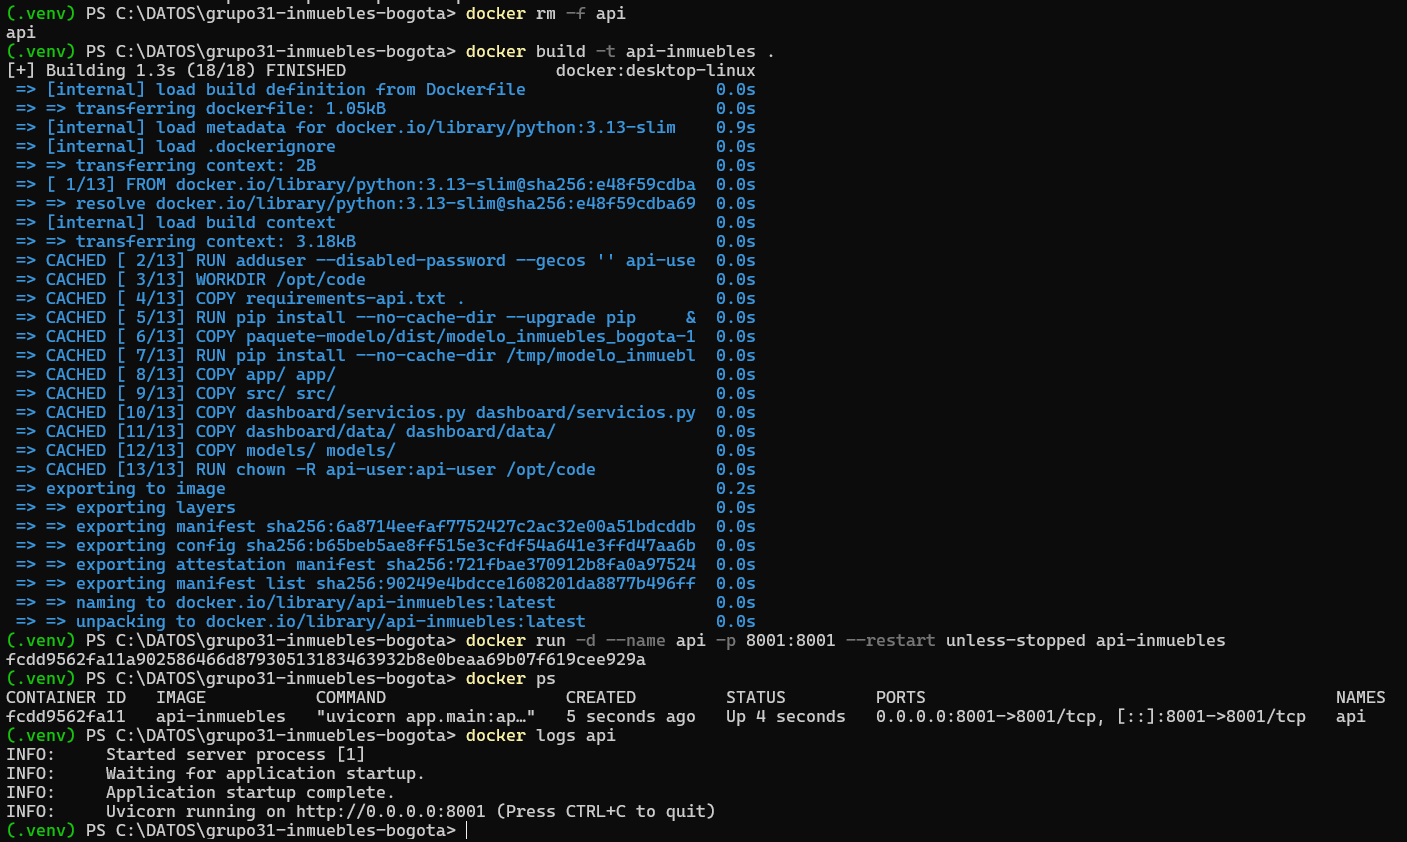 (.venv) PS C:\DATOS\grupo31-inmuebles-bogota> docker rm -f api
api
(.venv) PS C:\DATOS\grupo31-inmuebles-bogota> docker build -t api-inmuebles .
[+] Building 1.3s (18/18) FINISHED docker:desktop-linux
=> [internal] load build definition from Dockerfile 0.0s
=> => transferring dockerfile: 1.05kB 0.0s
=> [internal] load metadata for docker.io/library/python:3.13-slim 0.9s
=> [internal] load .dockerignore 0.0s
=> => transferring context: 2B 0.0s
=> [ 1/13] FROM docker.io/library/python:3.13-slim@sha256:e48f59cdba 0.0s
=> => resolve docker.io/library/python:3.13-slim@sha256:e48f59cdba69 0.0s
=> [internal] load build context 0.0s
=> => transferring context: 3.18kB 0.0s
=> CACHED [ 2/13] RUN adduser --disabled-password --gecos '' api-use 0.0s
=> CACHED [ 3/13] WORKDIR /opt/code 0.0s
=> CACHED [ 4/13] COPY requirements-api.txt . 0.0s
=> CACHED [ 5/13] RUN pip install --no-cache-dir --upgrade pip & 0.0s
=> CACHED [ 6/13] COPY paquete-modelo/dist/modelo_inmuebles_bogota-1 0.0s
=> CACHED [ 7/13] RUN pip install --no-cache-dir /tmp/modelo_inmuebl 0.0s
=> CACHED [ 8/13] COPY app/ app/ 0.0s
=> CACHED [ 9/13] COPY src/ src/ 0.0s
=> CACHED [10/13] COPY dashboard/servicios.py dashboard/servicios.py 0.0s
=> CACHED [11/13] COPY dashboard/data/ dashboard/data/ 0.0s
=> CACHED [12/13] COPY models/ models/ 0.0s
=> CACHED [13/13] RUN chown -R api-user:api-user /opt/code 0.0s
=> exporting to image 0.2s
=> => exporting layers 0.0s
=> => exporting manifest sha256:6a8714eefaf7752427c2ac32e00a51bdcddb 0.0s
=> => exporting config sha256:b65beb5ae8ff515e3cfdf54a641e3ffd47aa6b 0.0s
=> => exporting attestation manifest sha256:721fbae370912b8fa0a97524 0.0s
=> => exporting manifest list sha256:90249e4bdcce1608201da8877b496ff 0.0s
=> => naming to docker.io/library/api-inmuebles:latest 0.0s
=> => unpacking to docker.io/library/api-inmuebles:latest 0.0s
(.venv) PS C:\DATOS\grupo31-inmuebles-bogota> docker run -d --name api -p 8001:8001 --restart unless-stopped api-inmuebles
fcdd9562fa11a902586466d87930513183463932b8e0beaa69b07f619cee929a
(.venv) PS C:\DATOS\grupo31-inmuebles-bogota> docker ps
CONTAINER ID IMAGE COMMAND CREATED STATUS PORTS NAMES
fcdd9562fa11 api-inmuebles "uvicorn app.main:ap…" 5 seconds ago Up 4 seconds 0.0.0.0:8001->8001/tcp, [::]:8001->8001/tcp api
(.venv) PS C:\DATOS\grupo31-inmuebles-bogota> docker logs api
INFO: Started server process [1]
INFO: Waiting for application startup.
INFO: Application startup complete.
INFO: Uvicorn running on http://0.0.0.0:8001 (Press CTRL+C to quit)
(.venv) PS C:\DATOS\grupo31-inmuebles-bogota>